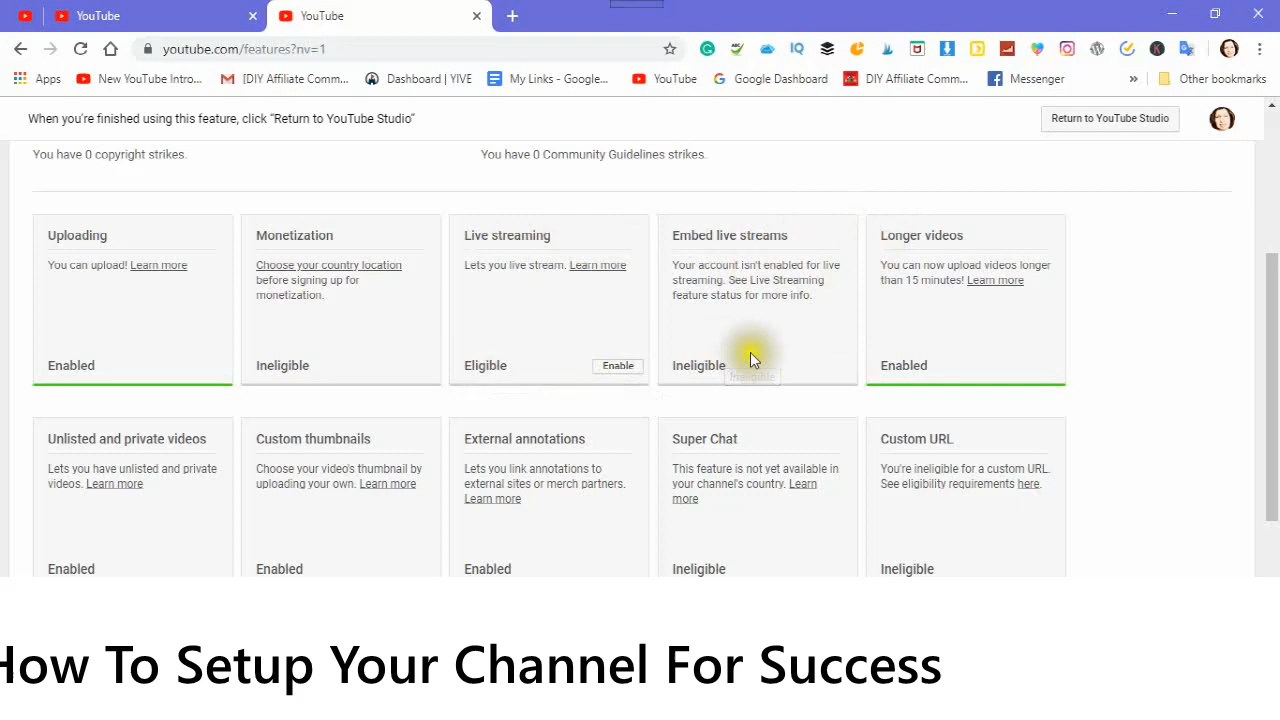 YouTube
YouTube
youtube.com/features?nv=1
Apps
New YouTube Intro...
[DIY Affiliate Comm...
Dashboard | YIVE
My Links - Google...
YouTube
Google Dashboard
DIY Affiliate Comm...
Messenger
»
Other bookmarks
When you're finished using this feature, click "Return to YouTube Studio"
Return to YouTube Studio
You have 0 copyright strikes.
You have 0 Community Guidelines strikes.
Uploading
You can upload! Learn more
Enabled
Monetization
Choose your country location
before signing up for
monetization.
Ineligible
Live streaming
Lets you live stream. Learn more
Eligible
Enable
Embed live streams
Your account isn't enabled for live
streaming. See Live Streaming
feature status for more info.
Ineligible
Ineligible
Longer videos
You can now upload videos longer
than 15 minutes! Learn more
Enabled
Unlisted and private videos
Lets you have unlisted and private
videos. Learn more
Enabled
Custom thumbnails
Choose your video's thumbnail by
uploading your own. Learn more
Enabled
External annotations
Lets you link annotations to
external sites or merch partners.
Learn more
Enabled
Super Chat
This feature is not yet available in
your channel's country. Learn
more
Ineligible
Custom URL
You're ineligible for a custom URL.
See eligibility requirements here.
Ineligible
How To Setup Your Channel For Success